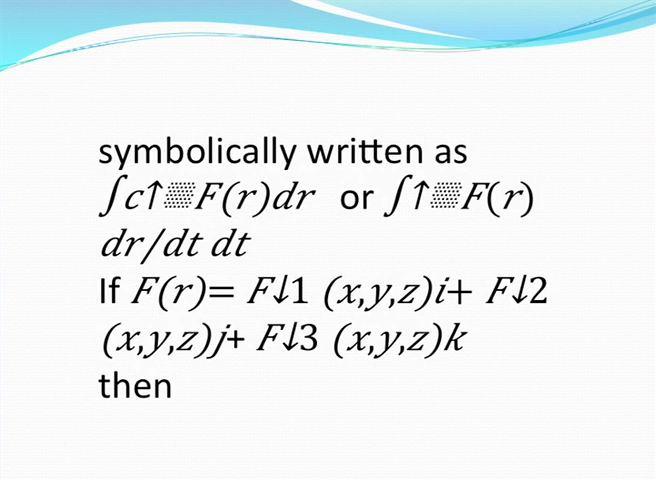 symbolically written as
∫c↑▒F(r)dr or ∫↑▒F(r)
dr/dt dt
If F(r)= F↓1 (x,y,z)i+ F↓2
(x,y,z)j+ F↓3 (x,y,z)k
then